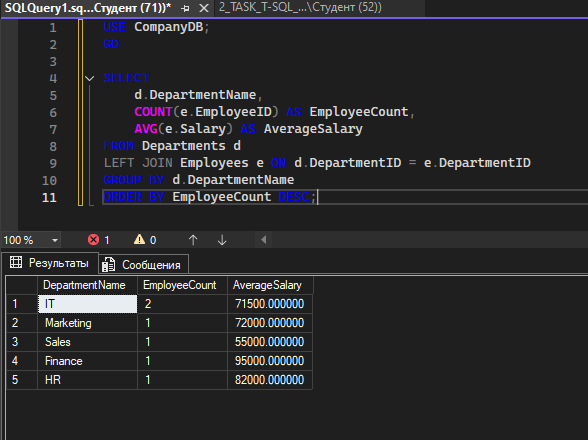 SQLQuery1.sq...Студент (71))*
2_TASK_T-SQL_...\Студент (52))
1 USE CompanyDB;
2 GO
3
4 SELECT
5 d.DepartmentName,
6 COUNT(e.EmployeeID) AS EmployeeCount,
7 AVG(e.Salary) AS AverageSalary
8 FROM Departments d
9 LEFT JOIN Employees e ON d.DepartmentID = e.DepartmentID
10 GROUP BY d.DepartmentName
11 ORDER BY EmployeeCount DESC;
100 % 1 0
Результаты Сообщения
DepartmentName EmployeeCount AverageSalary
1 IT 2 71500.000000
2 Marketing 1 72000.000000
3 Sales 1 55000.000000
4 Finance 1 95000.000000
5 HR 1 82000.000000